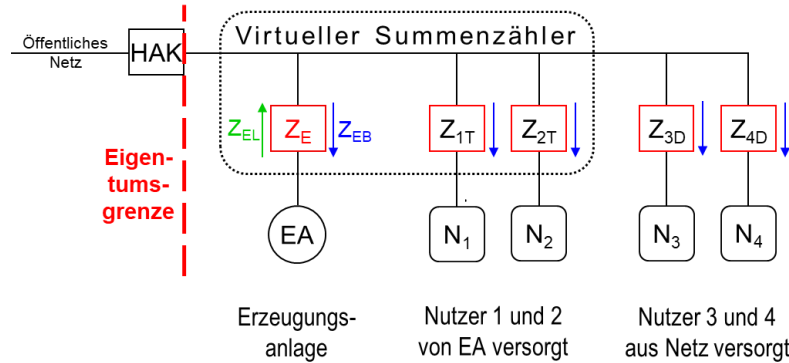 Öffentliches
Netz
HAK
Virtueller Summenzähler
Z_EL
Z_E
Z_EB
Z_1T
Z_2T
Z_3D
Z_4D
Eigen-
tums-
grenze
EA
N_1
N_2
N_3
N_4
Erzeugungs-
anlage
Nutzer 1 und 2
von EA versorgt
Nutzer 3 und 4
aus Netz versorgt